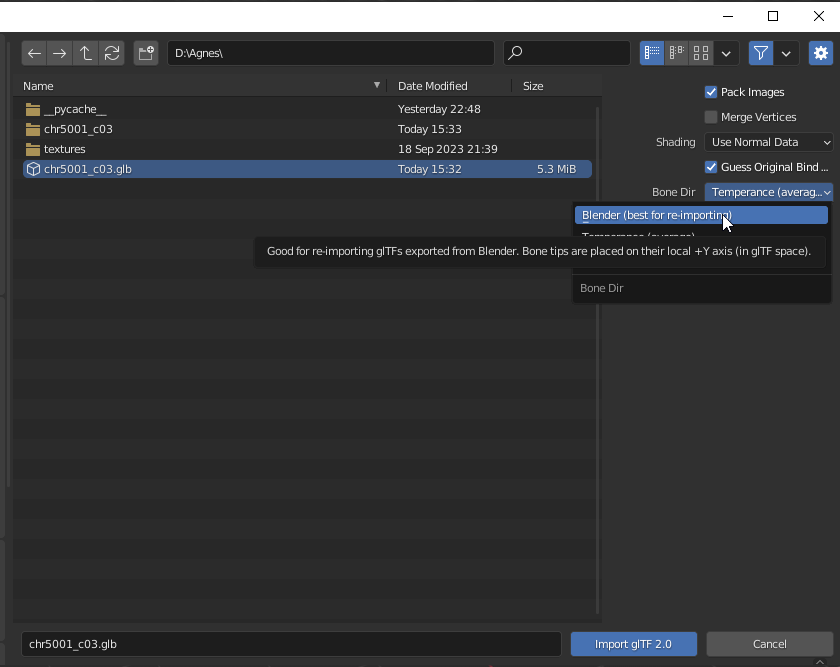 D:\Agnes\
Name Date Modified Size
__pycache__ Yesterday 22:48
chr5001_c03 Today 15:33
textures 18 Sep 2023 21:39
chr5001_c03.glb Today 15:32 5.3 MiB
Pack Images
Merge Vertices
Shading Use Normal Data
Guess Original Bind ...
Bone Dir Temperance (averag...
Blender (best for re-importing)
Temperance (average)
Good for re-importing glTFs exported from Blender. Bone tips are placed on their local +Y axis (in glTF space).
Bone Dir
chr5001_c03.glb
Import glTF 2.0
Cancel